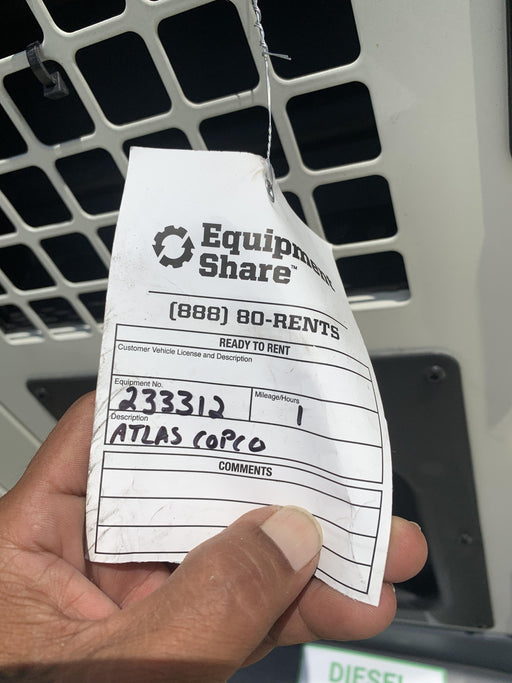 Equipment
Share™
(888) 80-RENTS
READY TO RENT
Customer Vehicle License and Description
Equipment No. Mileage/Hours
233312 1
Description
ATLAS COPCO
COMMENTS
DIESEL